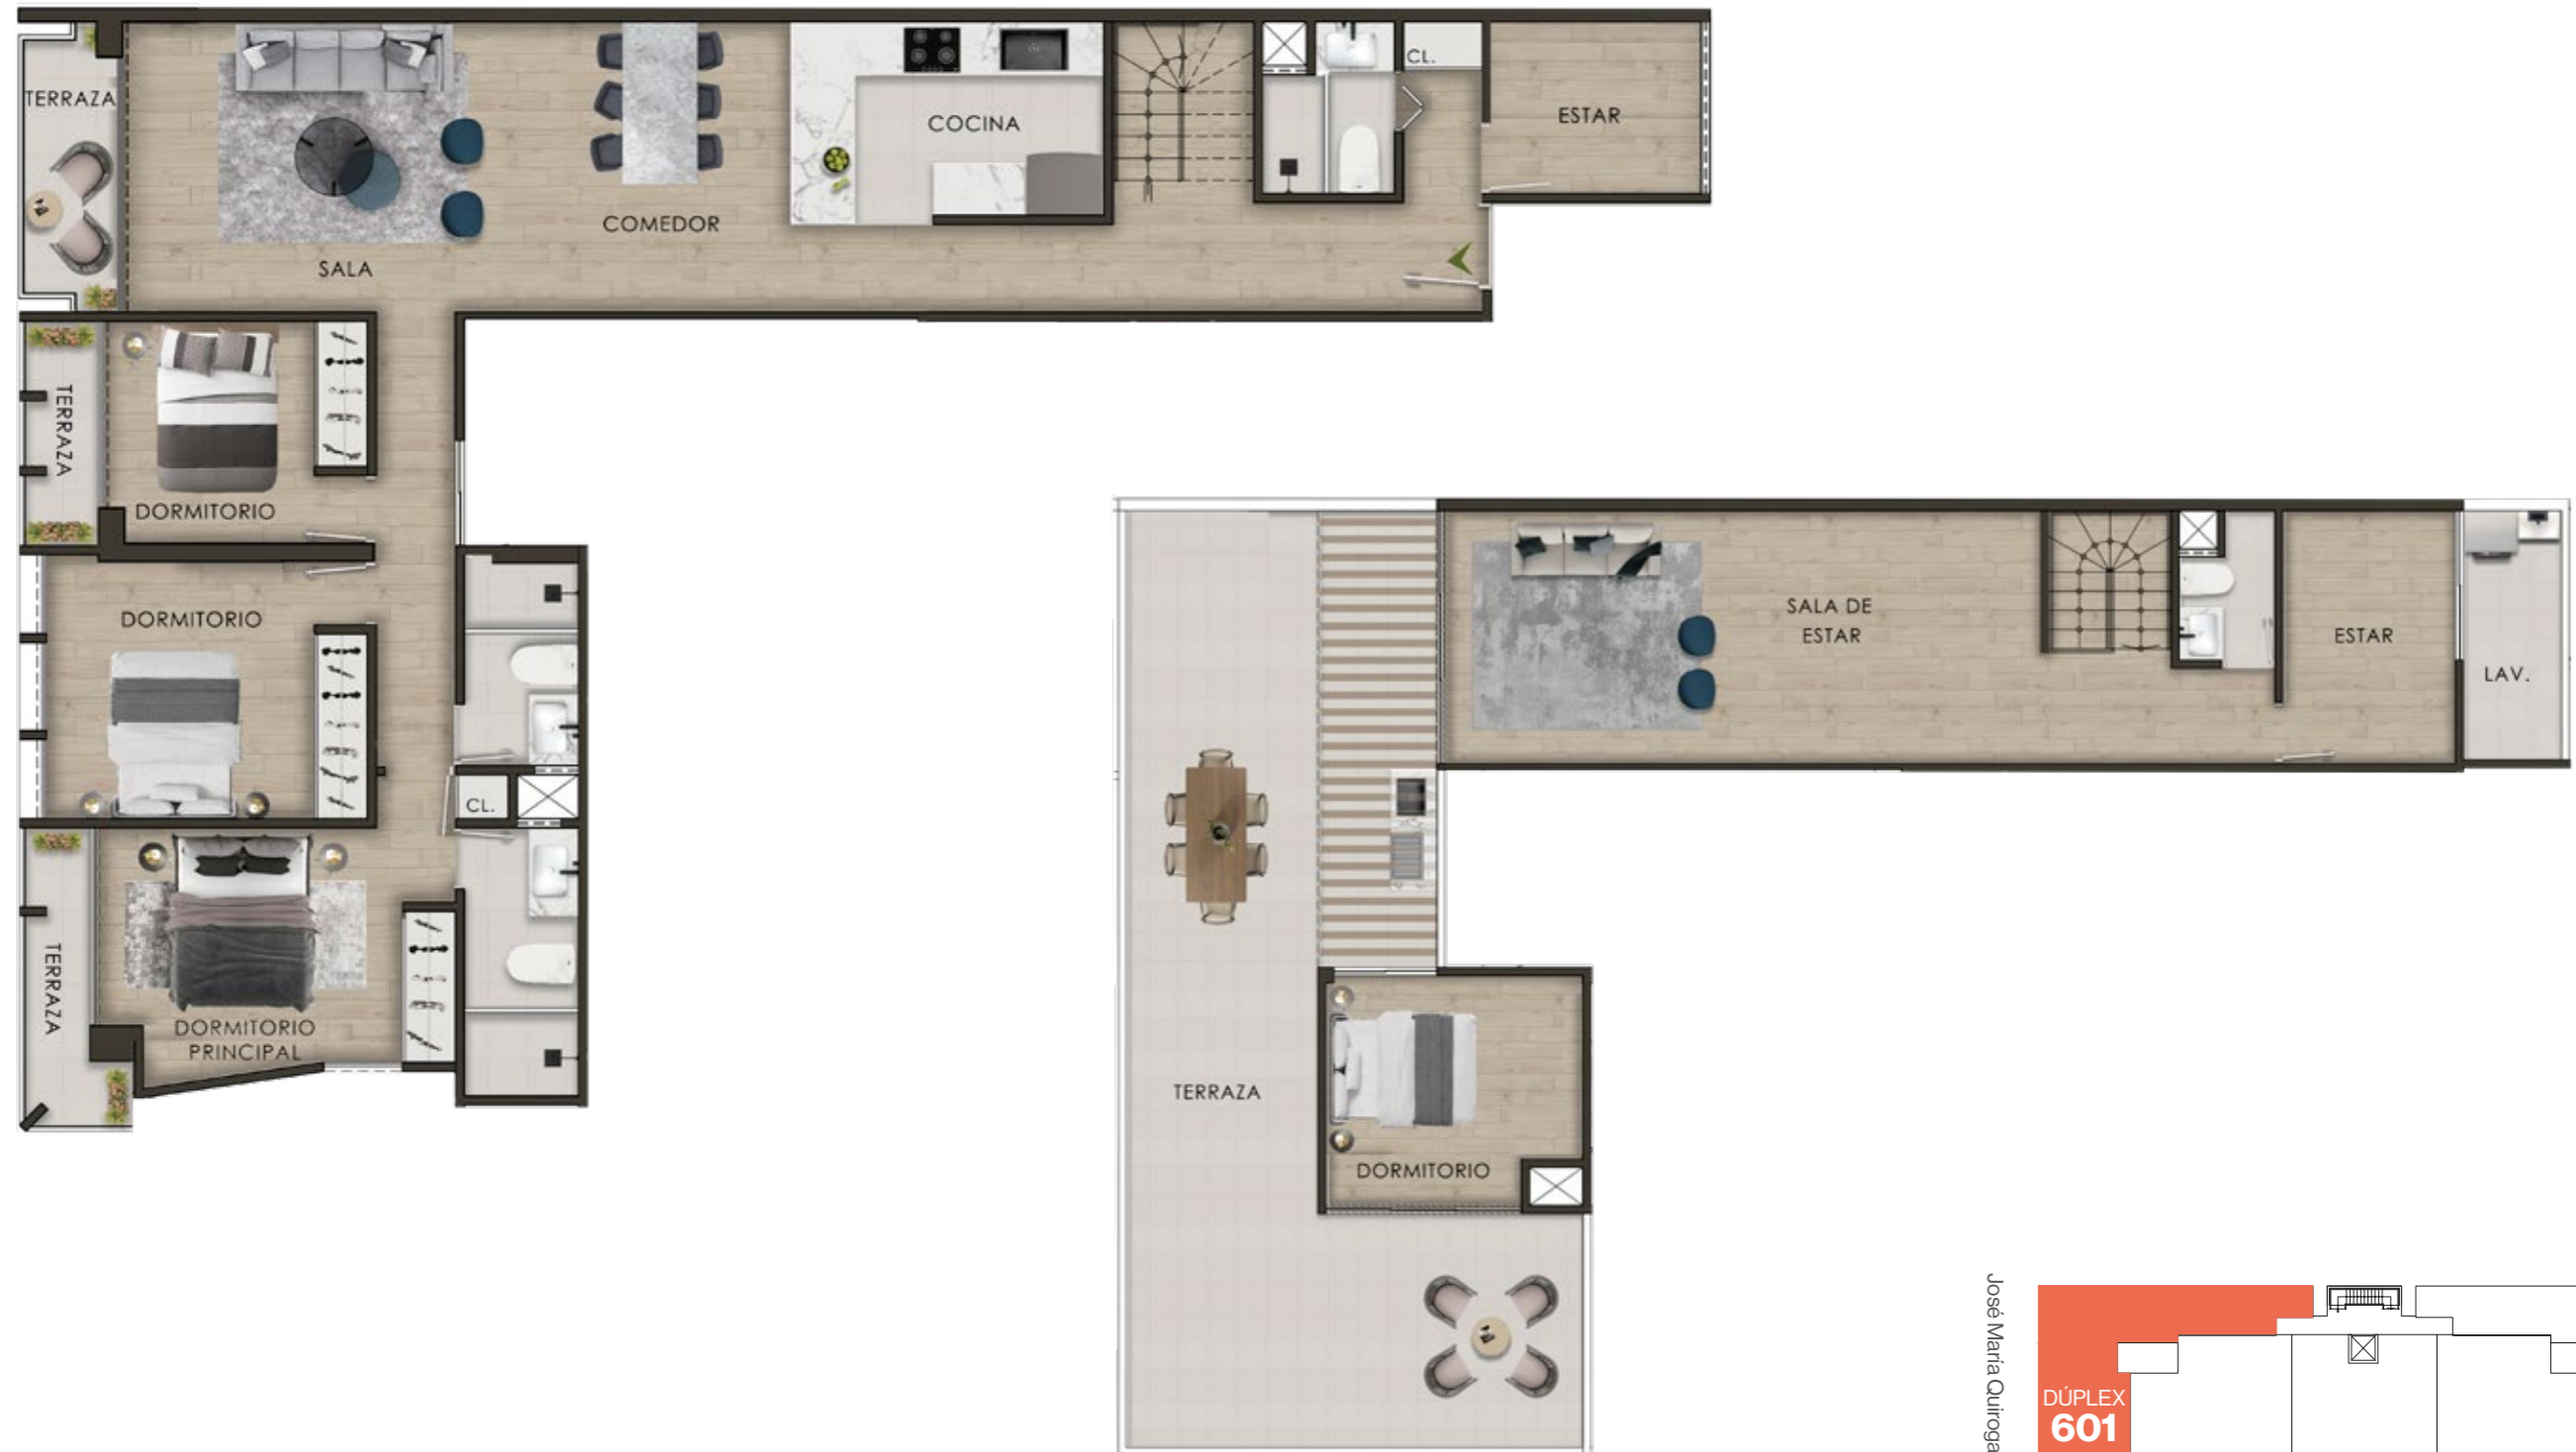 TERRAZA
SALA
COMEDOR
COCINA
CL.
ESTAR
TERRAZA
DORMITORIO
DORMITORIO
CL.
TERRAZA
DORMITORIO
PRINCIPAL
SALA DE
ESTAR
ESTAR
LAV.
TERRAZA
DORMITORIO
José María Quiroga
DÚPLEX
601